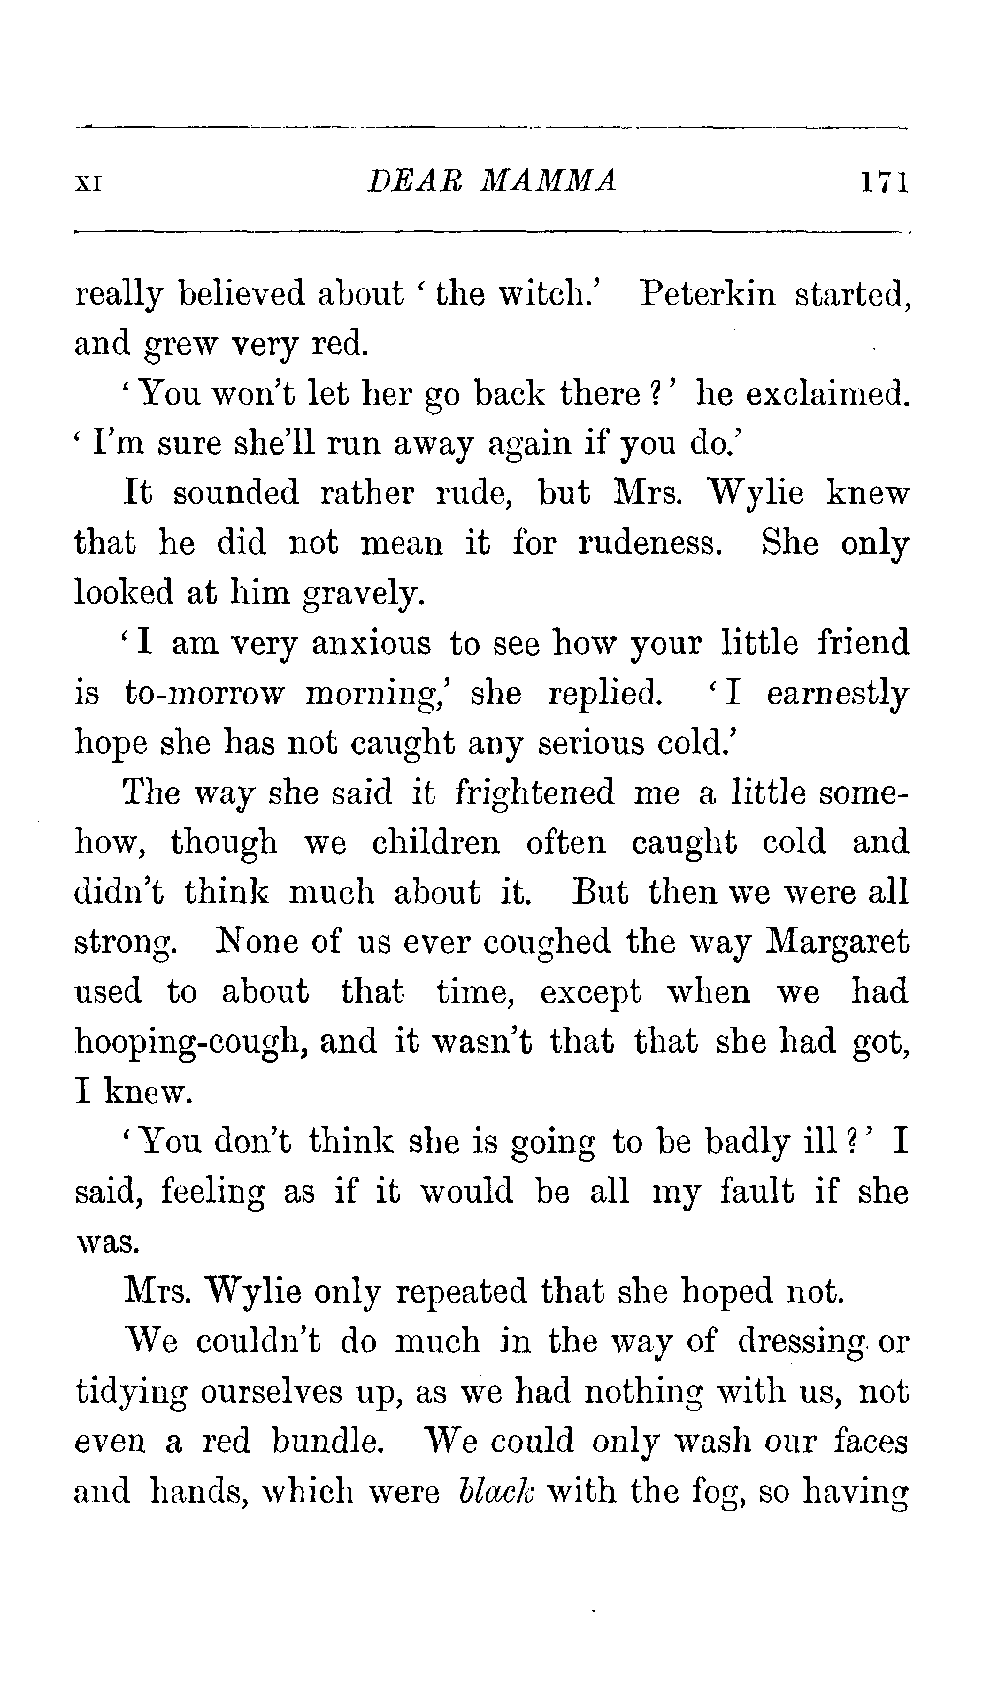 XI DEAR MAMMA 171
really believed about ‘ the witch.’ Peterkin started,
and grew very red.
‘ You won’t let her go back there ? ’ he exclaimed.
‘ I’m sure she’ll run away again if you do.’
It sounded rather rude, but Mrs. Wylie knew
that he did not mean it for rudeness. She only
looked at him gravely.
‘ I am very anxious to see how your little friend
is to-morrow morning,’ she replied. ‘ I earnestly
hope she has not caught any serious cold.’
The way she said it frightened me a little some-
how, though we children often caught cold and
didn’t think much about it. But then we were all
strong. None of us ever coughed the way Margaret
used to about that time, except when we had
hooping-cough, and it wasn’t that that she had got,
I knew.
‘ You don’t think she is going to be badly ill ? ’ I
said, feeling as if it would be all my fault if she
was.
Mrs. Wylie only repeated that she hoped not.
We couldn’t do much in the way of dressing or
tidying ourselves up, as we had nothing with us, not
even a red bundle. We could only wash our faces
and hands, which were black with the fog, so having